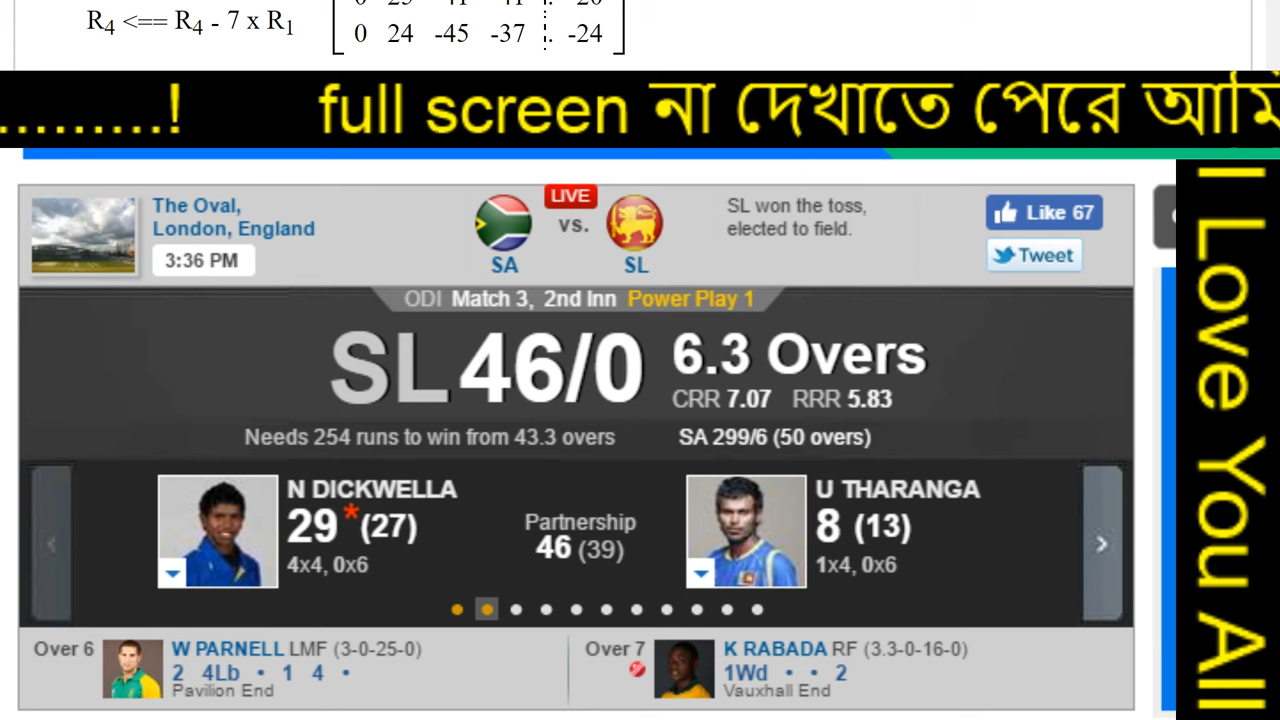 R4 <== R4 - 7 x R1
0 24 -45 -37 : -24
.........! full screen না দেখাতে পেরে আমি
The Oval,
London, England
3:36 PM
LIVE
vs.
SA
SL
SL won the toss,
elected to field.
Like 67
Tweet
ODI Match 3, 2nd Inn Power Play 1
SL 46/0
6.3 Overs
CRR 7.07 RRR 5.83
Needs 254 runs to win from 43.3 overs
SA 299/6 (50 overs)
N DICKWELLA
29*(27)
4x4, 0x6
Partnership
46 (39)
U THARANGA
8 (13)
1x4, 0x6
Over 6
W PARNELL LMF (3-0-25-0)
2 4Lb • 1 4 •
Pavilion End
Over 7
K RABADA RF (3.3-0-16-0)
1Wd • • 2
Vauxhall End
I Love You All